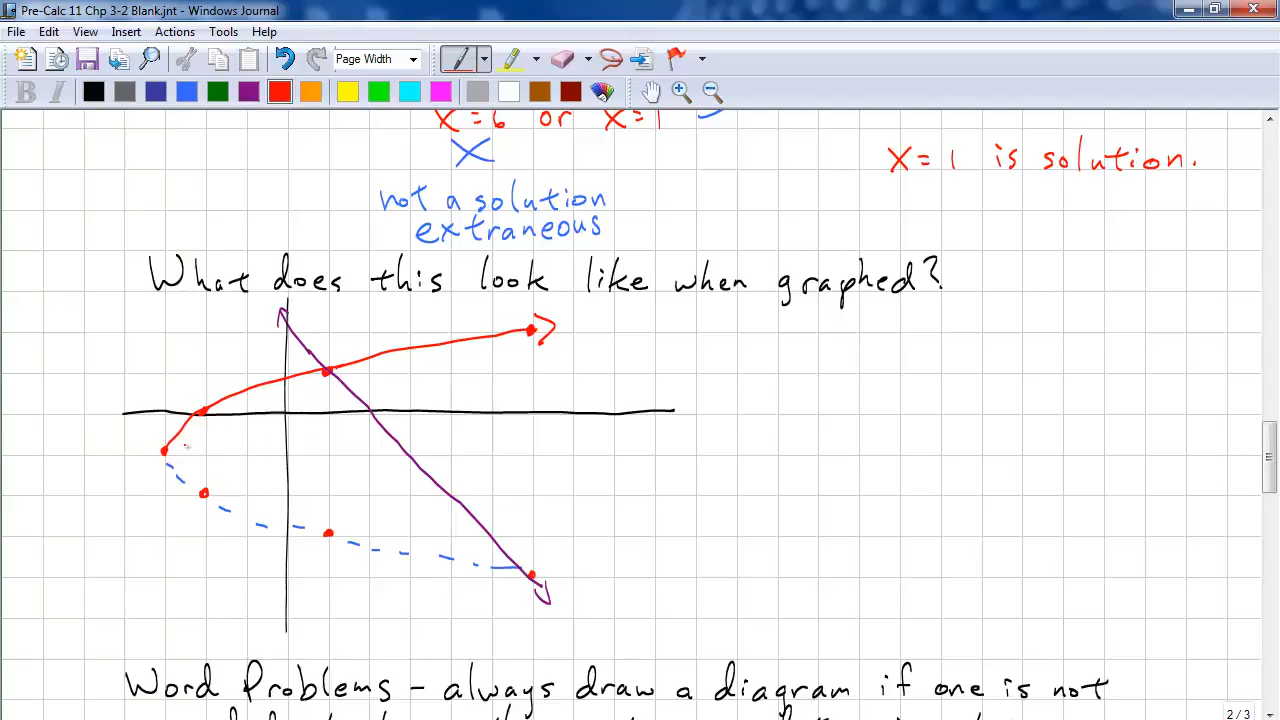 Pre-Calc 11 Chp 3-2 Blank.jnt - Windows Journal
File Edit View Insert Actions Tools Help
Page Width
B I
x = 6 or x = 1
x = 1 is solution.
not a solution
extraneous
What does this look like when graphed?
Word Problems - always draw a diagram if one is not
2/3